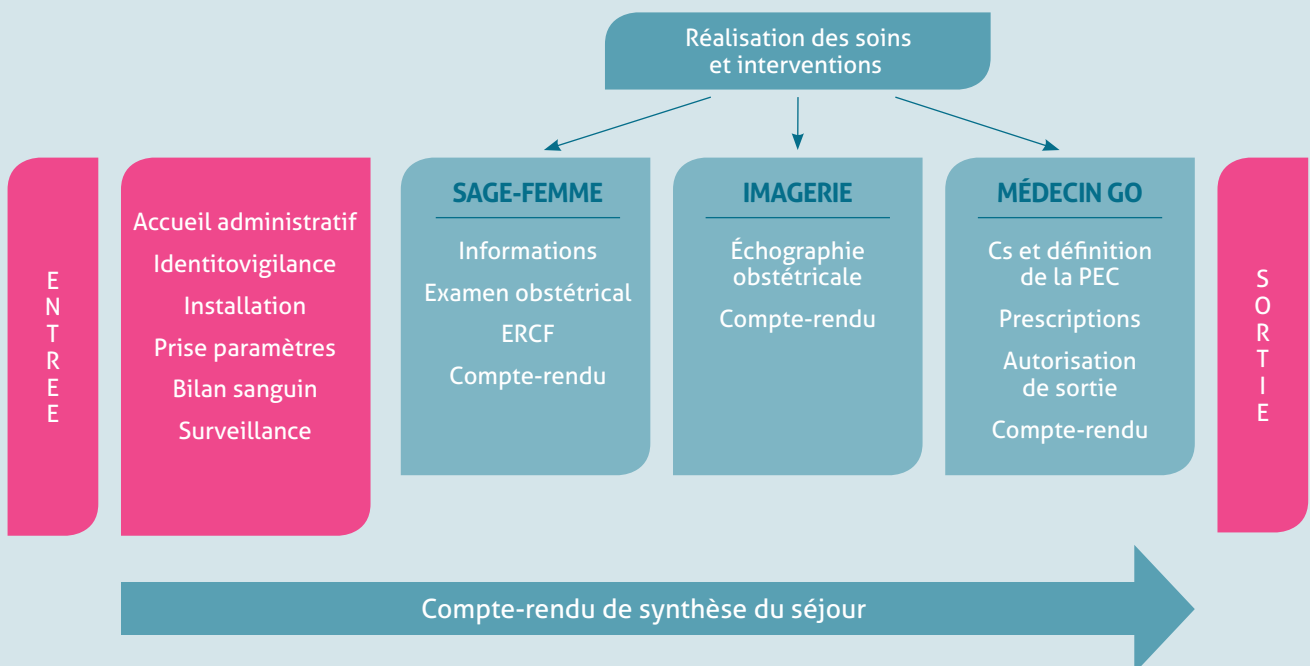 Réalisation des soins
et interventions
ENTREE
Accueil administratif
Identitovigilance
Installation
Prise paramètres
Bilan sanguin
Surveillance
SAGE-FEMME
Informations
Examen obstétrical
ERCF
Compte-rendu
IMAGERIE
Échographie
obstétricale
Compte-rendu
MÉDECIN GO
Cs et définition
de la PEC
Prescriptions
Autorisation
de sortie
Compte-rendu
SORTIE
Compte-rendu de synthèse du séjour